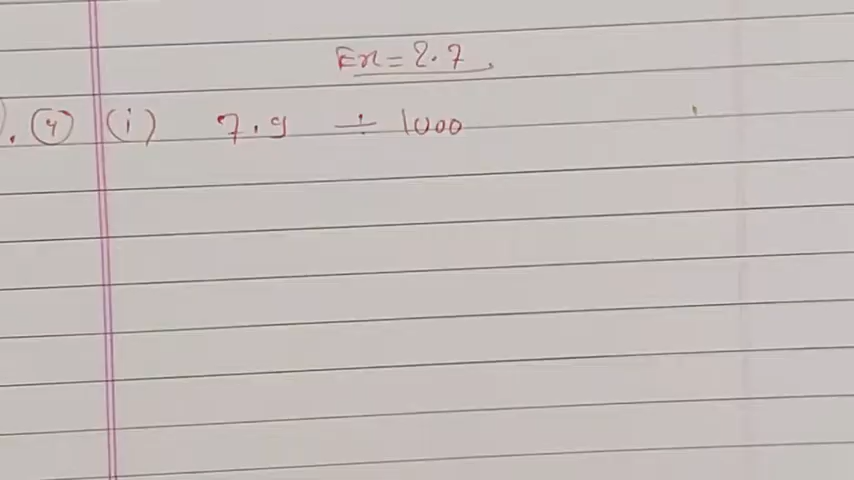 Ex = 2.7
. (4) (i) 7.9 ÷ 1000